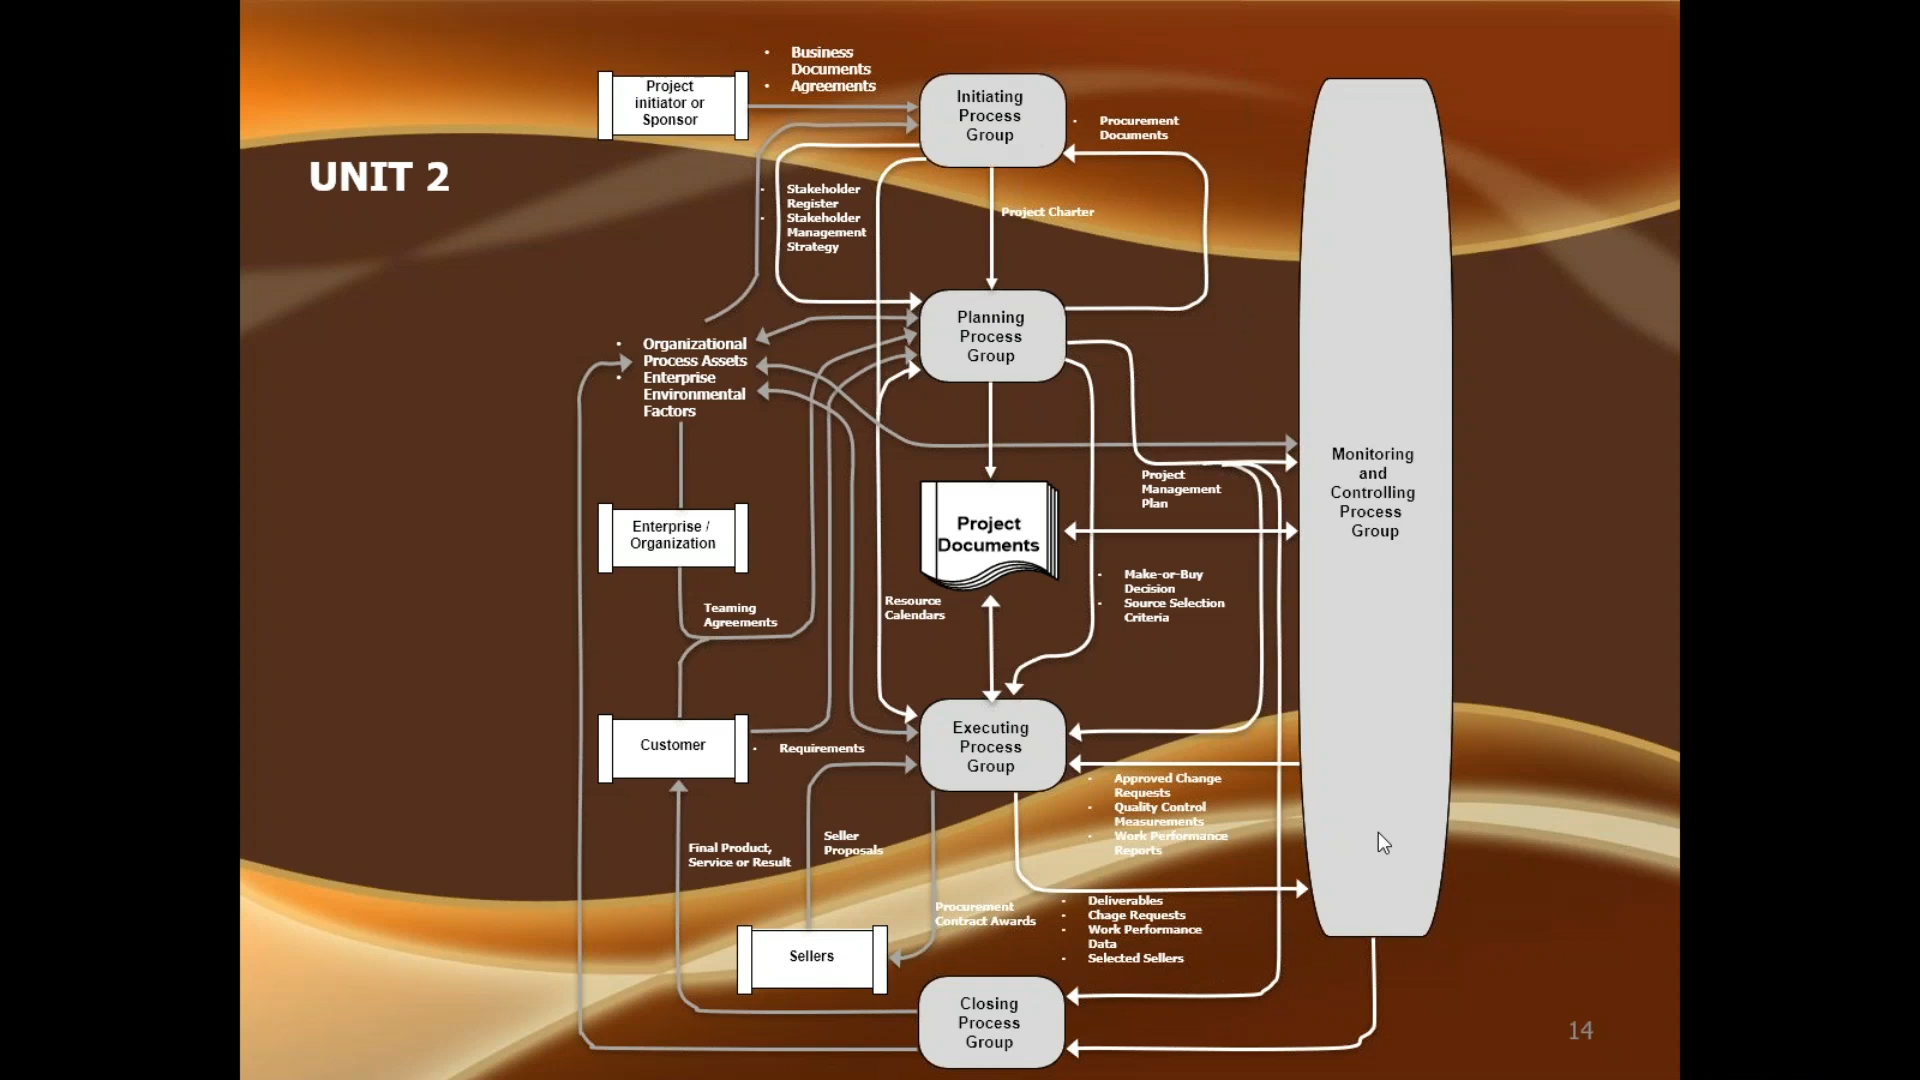 UNIT 2
Project
initiator or
Sponsor
• Business
Documents
• Agreements
Initiating
Process
Group
- Procurement
Documents
- Stakeholder
Register
- Stakeholder
Management
Strategy
Project Charter
Planning
Process
Group
• Organizational
Process Assets
• Enterprise
Environmental
Factors
Monitoring
and
Controlling
Process
Group
Project
Management
Plan
Enterprise /
Organization
Project
Documents
- Make-or-Buy
Decision
- Source Selection
Criteria
Resource
Calendars
Teaming
Agreements
Customer
- Requirements
Executing
Process
Group
- Approved Change
Requests
- Quality Control
Measurements
- Work Performance
Reports
Final Product,
Service or Result
Seller
Proposals
Procurement
Contract Awards
- Deliverables
- Chage Requests
- Work Performance
Data
- Selected Sellers
Sellers
Closing
Process
Group
14